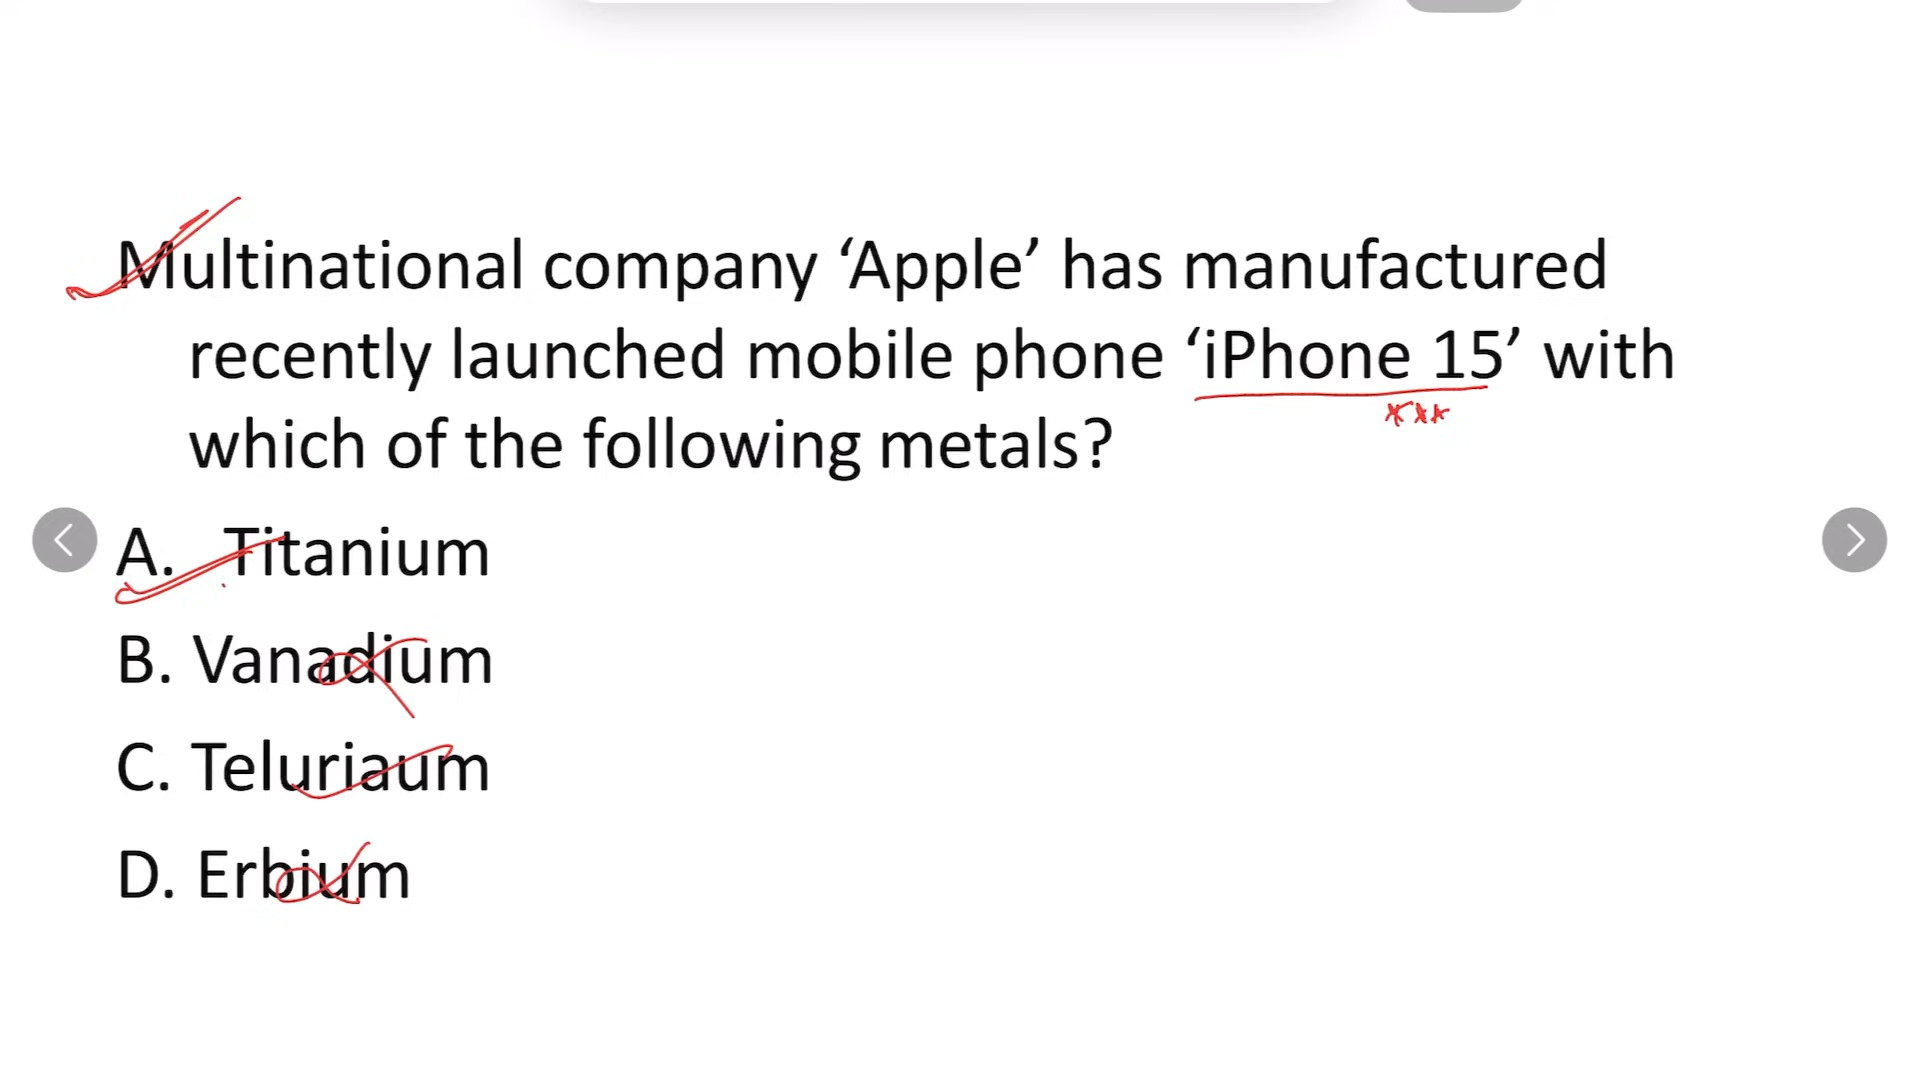 Multinational company ‘Apple’ has manufactured
recently launched mobile phone ‘iPhone 15’ with
which of the following metals?
A. Titanium
B. Vanadium
C. Teluriaum
D. Erbium